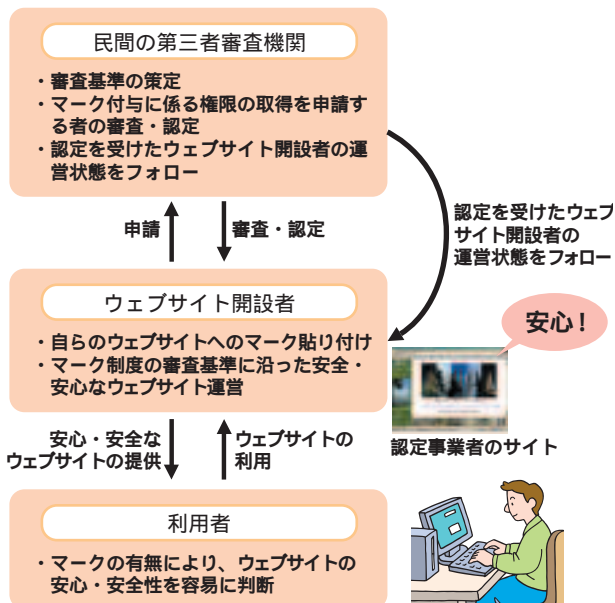 民間の第三者審査機関
・審査基準の策定
・マーク付与に係る権限の取得を申請す
る者の審査・認定
・認定を受けたウェブサイト開設者の運
営状態をフォロー
申請
審査・認定
認定を受けたウェブ
サイト開設者の
運営状態をフォロー
ウェブサイト開設者
・自らのウェブサイトへのマーク貼り付け
・マーク制度の審査基準に沿った安全・
安心なウェブサイト運営
安心！
認定事業者のサイト
安心・安全な
ウェブサイトの提供
ウェブサイトの
利用
利用者
・マークの有無により、ウェブサイトの
安心・安全性を容易に判断